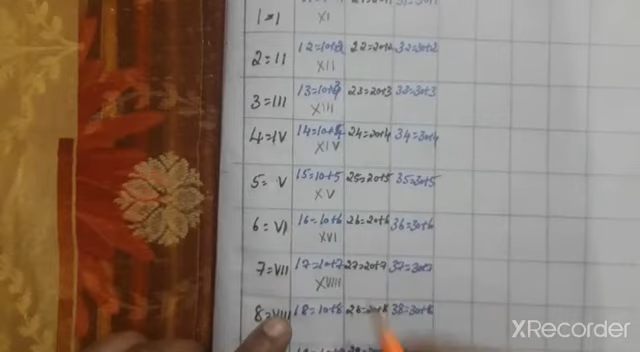 1=I XI
2=II 12=10+2 22=20+2 32=30+2
XII
3=III 13=10+3 23=20+3 33=30+3
XIII
4=IV 14=10+4 24=20+4 34=30+4
XIV
5=V 15=10+5 25=20+5 35=30+5
XV
6=VI 16=10+6 26=20+6 36=30+6
XVI
7=VII 17=10+7 27=20+7 37=30+7
XVIII
8=VIII 18=10+8 28=20+8 38=30+8
XRecorder